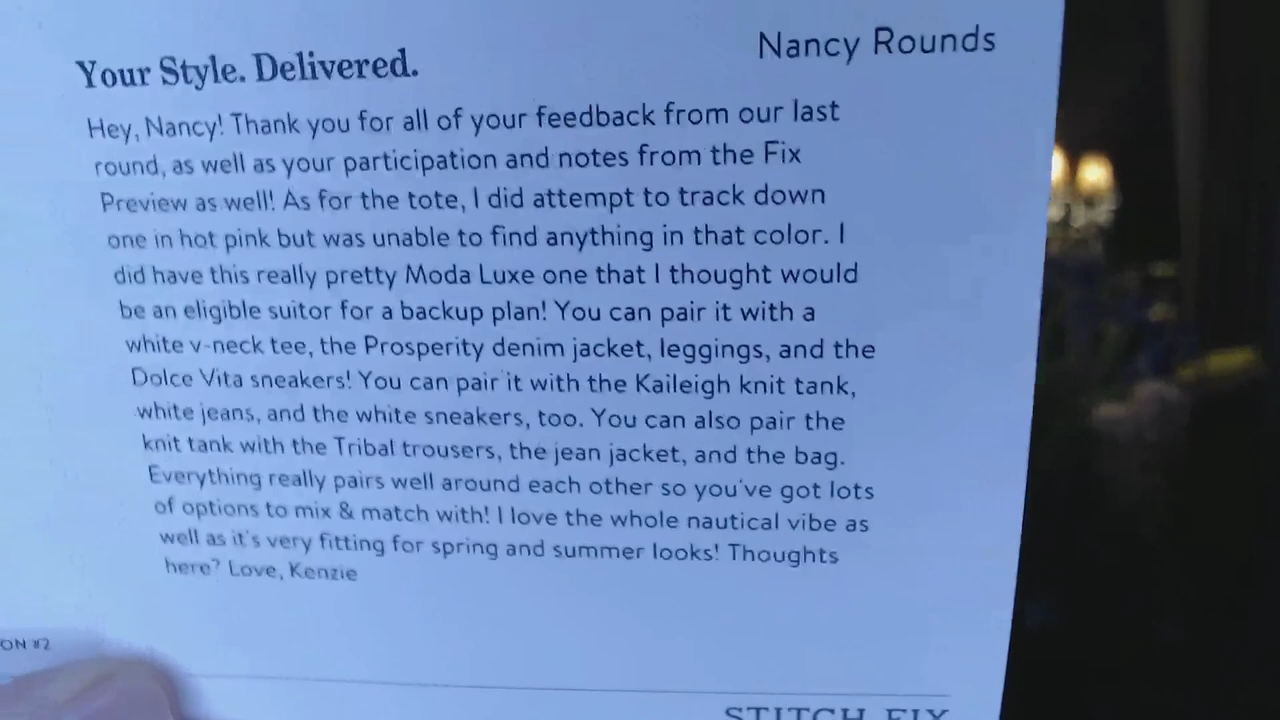 Nancy Rounds
Your Style. Delivered.
Hey, Nancy! Thank you for all of your feedback from our last
round, as well as your participation and notes from the Fix
Preview as well! As for the tote, I did attempt to track down
one in hot pink but was unable to find anything in that color. I
did have this really pretty Moda Luxe one that I thought would
be an eligible suitor for a backup plan! You can pair it with a
white v-neck tee, the Prosperity denim jacket, leggings, and the
Dolce Vita sneakers! You can pair it with the Kaileigh knit tank,
white jeans, and the white sneakers, too. You can also pair the
knit tank with the Tribal trousers, the jean jacket, and the bag.
Everything really pairs well around each other so you've got lots
of options to mix & match with! I love the whole nautical vibe as
well as it's very fitting for spring and summer looks! Thoughts
here? Love, Kenzie
STITCH FIX